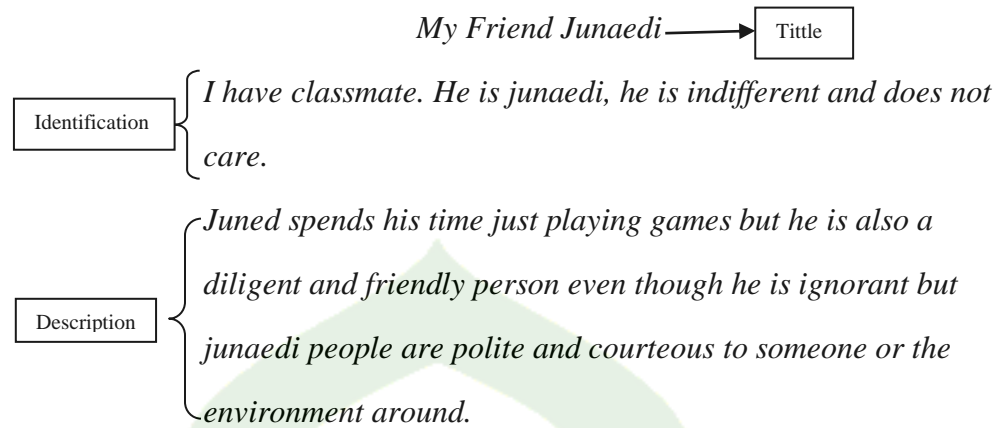 My Friend Junaedi Tittle
I have classmate. He is junaedi, he is indifferent and does not
Identification
care.
Juned spends his time just playing games but he is also a
diligent and friendly person even though he is ignorant but
Description
junaedi people are polite and courteous to someone or the
environment around.